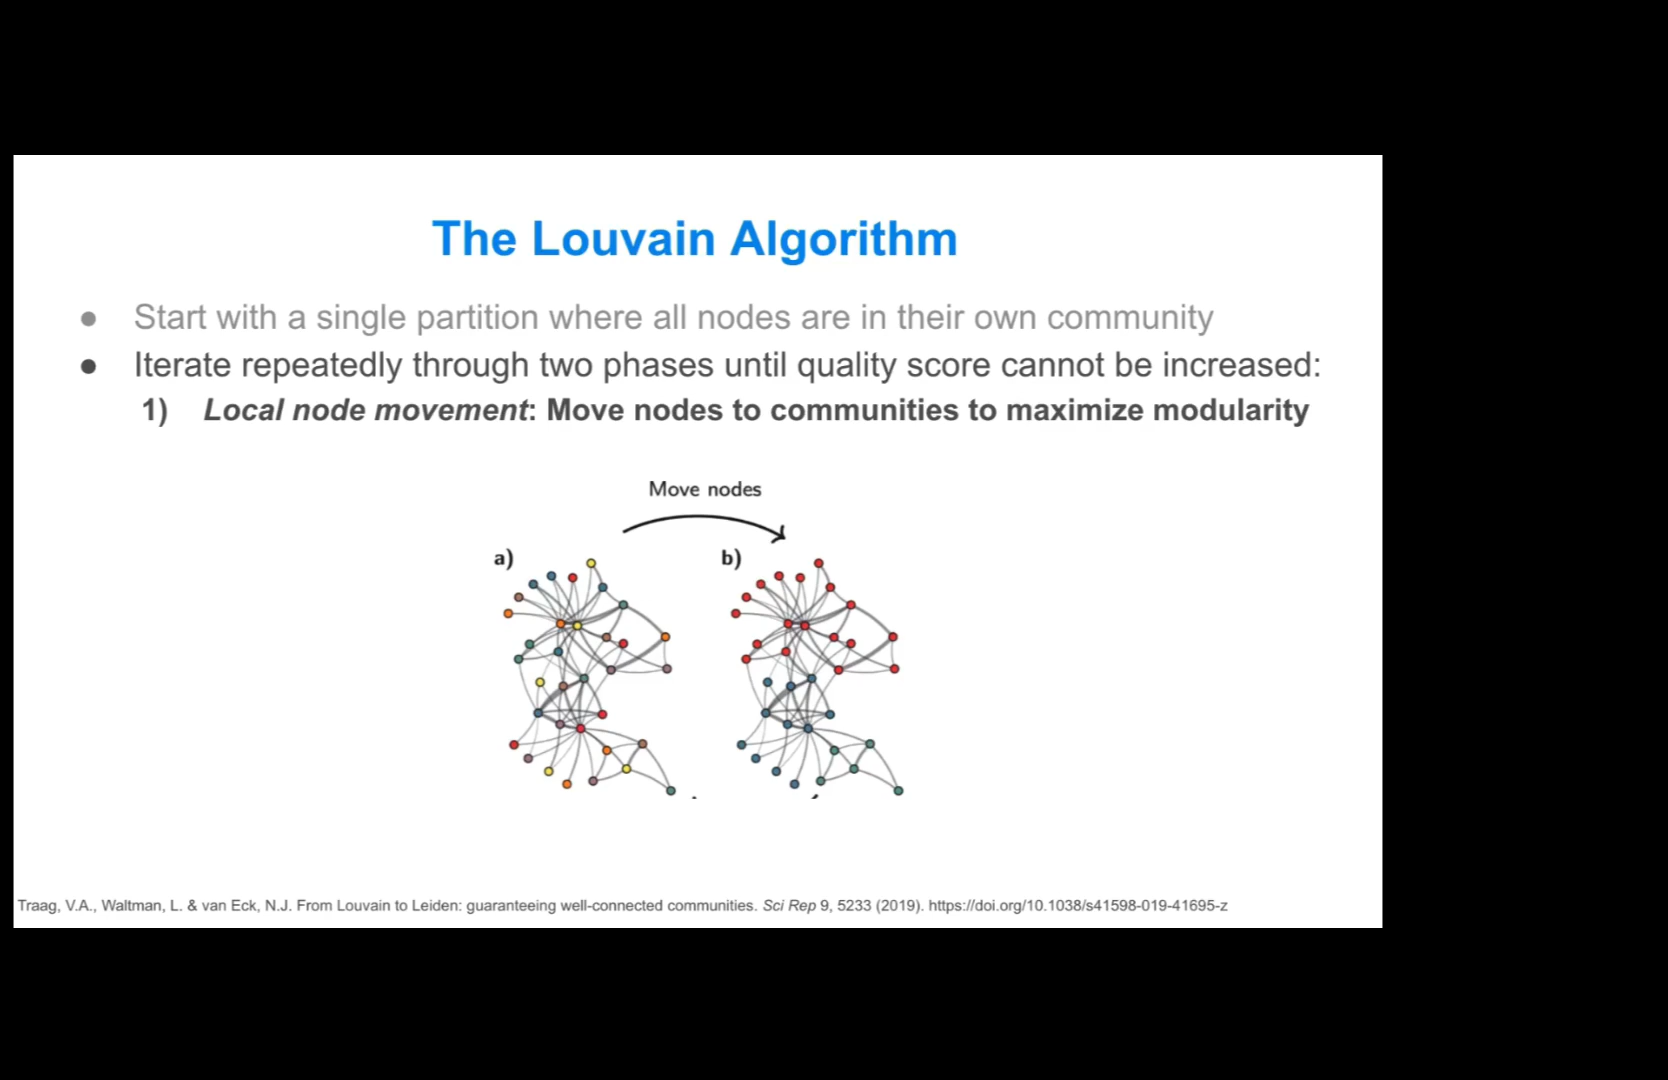 The Louvain Algorithm
● Start with a single partition where all nodes are in their own community
● Iterate repeatedly through two phases until quality score cannot be increased:
1) Local node movement: Move nodes to communities to maximize modularity
Move nodes
a) b)
Traag, V.A., Waltman, L. & van Eck, N.J. From Louvain to Leiden: guaranteeing well-connected communities. Sci Rep 9, 5233 (2019). https://doi.org/10.1038/s41598-019-41695-z